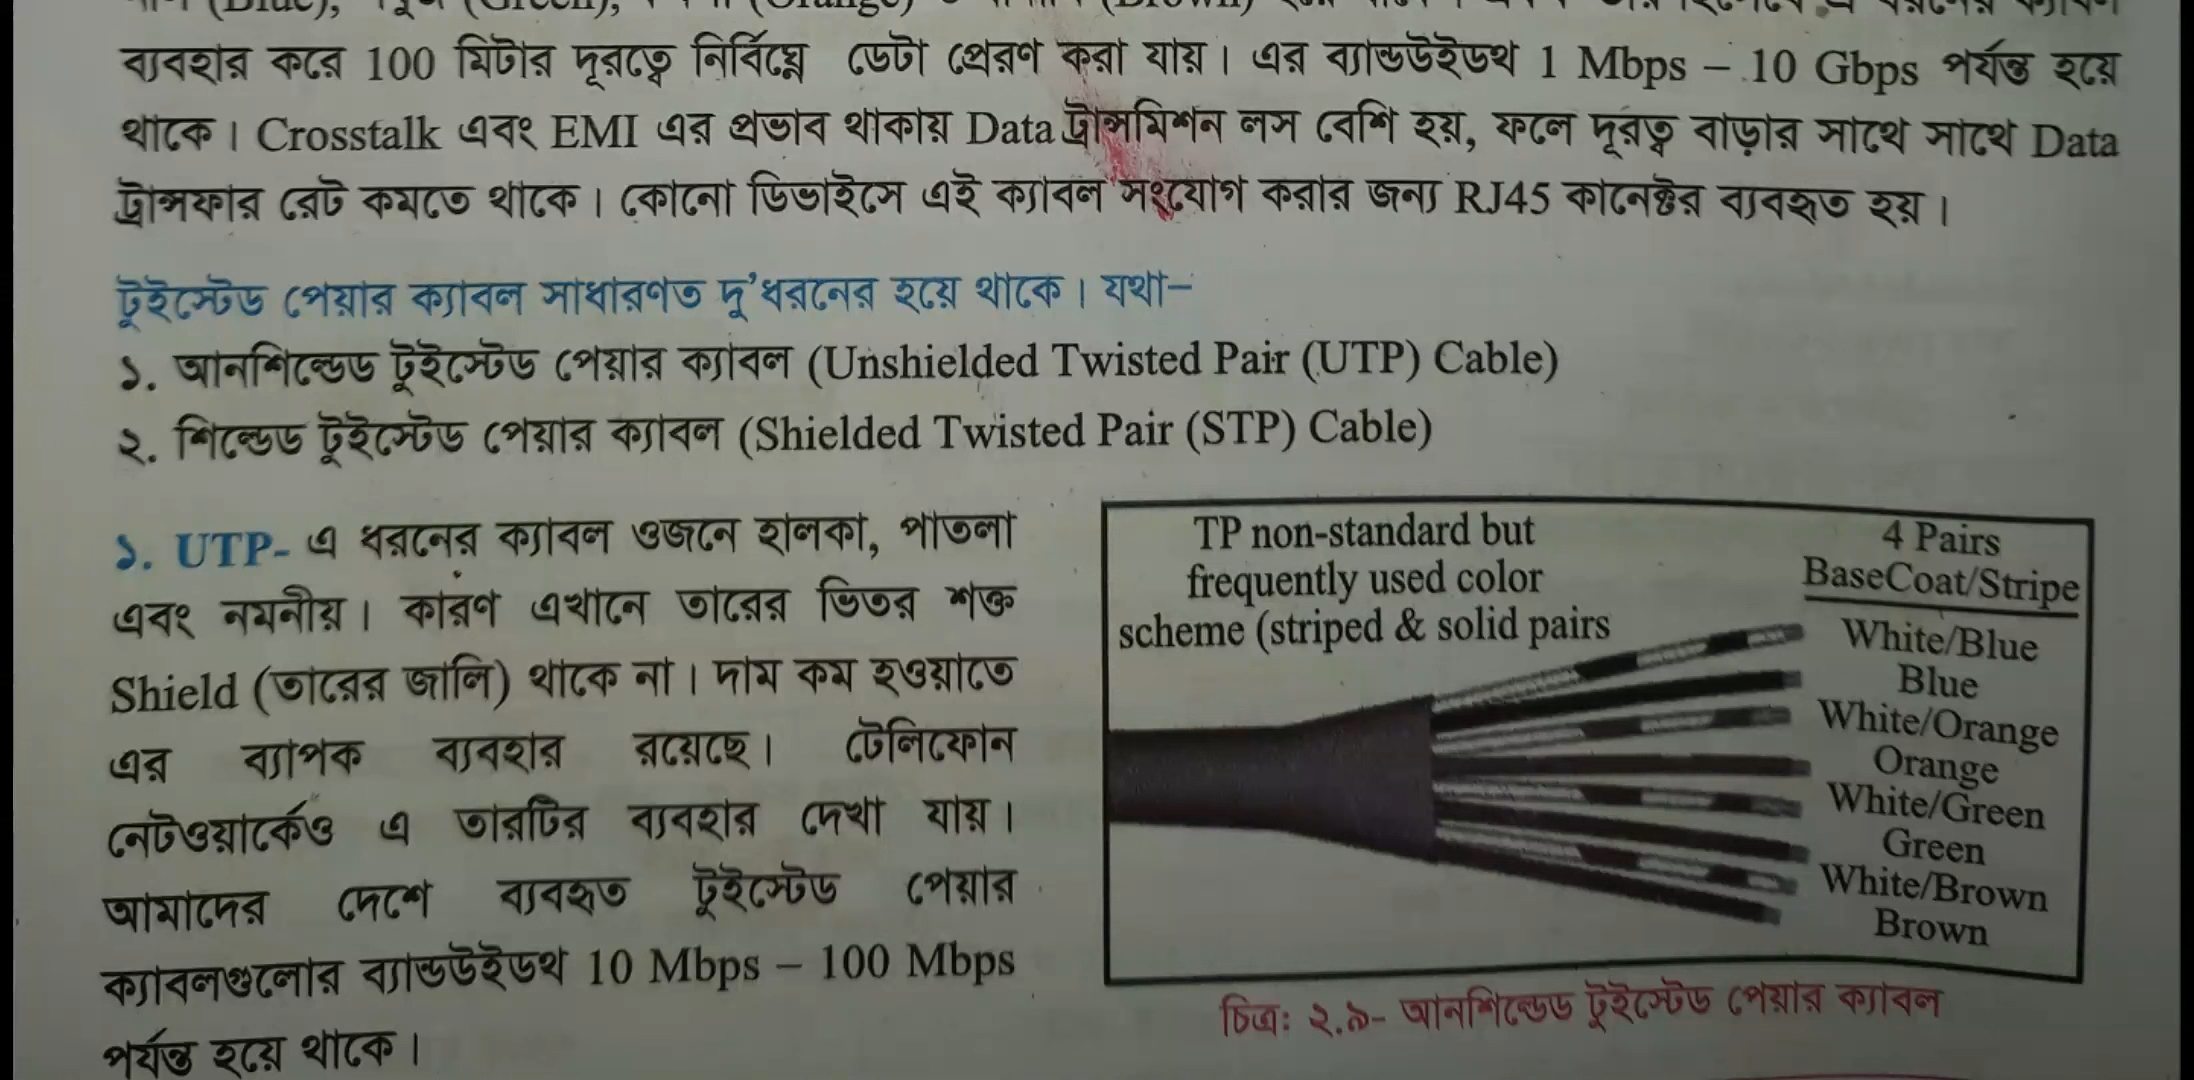 (Blue), (Green), (Orange) (Brown)
ব্যবহার করে 100 মিটার দূরত্বে নির্বিঘ্নে ডেটা প্রেরণ করা যায়। এর ব্যান্ডউইডথ 1 Mbps – 10 Gbps পর্যন্ত হয়ে
থাকে। Crosstalk এবং EMI এর প্রভাব থাকায় Data ট্রান্সমিশন লস বেশি হয়, ফলে দূরত্ব বাড়ার সাথে সাথে Data
ট্রান্সফার রেট কমতে থাকে। কোনো ডিভাইসে এই ক্যাবল সংযোগ করার জন্য RJ45 কানেক্টর ব্যবহৃত হয়।
টুইস্টেড পেয়ার ক্যাবল সাধারণত দু'ধরনের হয়ে থাকে। যথা–
১. আনশিল্ডেড টুইস্টেড পেয়ার ক্যাবল (Unshielded Twisted Pair (UTP) Cable)
২. শিল্ডেড টুইস্টেড পেয়ার ক্যাবল (Shielded Twisted Pair (STP) Cable)
১. UTP- এ ধরনের ক্যাবল ওজনে হালকা, পাতলা
এবং নমনীয়। কারণ এখানে তারের ভিতর শক্ত
Shield (তারের জালি) থাকে না। দাম কম হওয়াতে
এর ব্যাপক ব্যবহার রয়েছে। টেলিফোন
নেটওয়ার্কেও এ তারটির ব্যবহার দেখা যায়।
আমাদের দেশে ব্যবহৃত টুইস্টেড পেয়ার
ক্যাবলগুলোর ব্যান্ডউইডথ 10 Mbps – 100 Mbps
পর্যন্ত হয়ে থাকে।
TP non-standard but
frequently used color
scheme (striped & solid pairs
4 Pairs
BaseCoat/Stripe
White/Blue
Blue
White/Orange
Orange
White/Green
Green
White/Brown
Brown
চিত্র: ২.৯- আনশিল্ডেড টুইস্টেড পেয়ার ক্যাবল